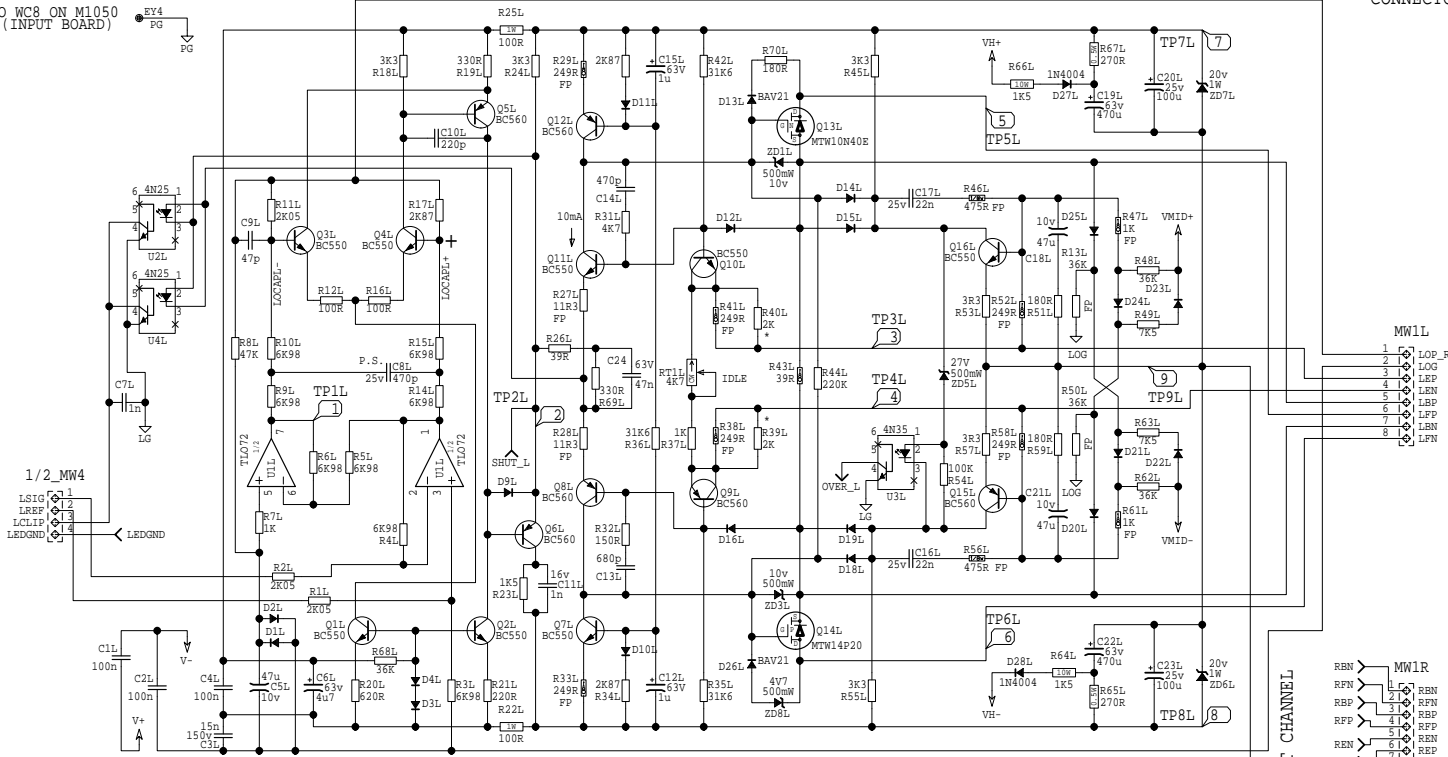 O WC8 ON M1050
(INPUT BOARD)
EY4
PG
PG
R25L
1W
100R
CONNECTO
3K3
R18L
330R
R19L
3K3
R24L
R29L
249R
FP
2K87
D11L
C15L
63V
1u
R42L
31K6
R70L
180R
3K3
R45L
VH+
R66L
10W
1K5
1N4004
D27L
0.5W
R67L
270R
C19L
63v
470u
TP7L
7
C20L
25v
100u
20v
1W
ZD7L
Q5L
BC560
C10L
220p
Q12L
BC560
D13L
BAV21
Q13L
MTW10N40E
5
TP5L
ZD1L
500mW
10v
4N25
U2L
4N25
U4L
C9L
47p
R11L
2K05
R17L
2K87
Q3L
BC550
Q4L
BC550
LOCAPL-
LOCAPL+
R12L
100R
R16L
100R
470p
C14L
R31L
4K7
10mA
Q11L
BC550
D12L
BC550
Q10L
D14L
D15L
C17L
25v
22n
R46L
475R
FP
Q16L
BC550
C18L
10v
47u
D25L
R47L
1K
FP
VMID+
R13L
36K
R48L
36K
D23L
R27L
11R3
FP
R41L
249R
FP
R40L
2K
*
TP3L
3
3R3
R53L
R52L
249R
FP
180R
R51L
FP
LOG
D24L
R49L
7K5
R8L
47K
R10L
6K98
R15L
6K98
P.S.
C8L
25v
470p
R9L
6K98
R14L
6K98
R26L
39R
C24
63V
47n
330R
R69L
RT1L
4K7
CW
IDLE
R43L
39R
R44L
220K
27V
500mW
ZD5L
9
TP9L
MW1L
1 LOP_R
2 LOG
3 LEP
4 LEN
5 LBP
6 LFP
7 LBN
8 LFN
C7L
1n
LG
TP1L
1
TP2L
2
TP4L
4
R50L
36K
TL072
1/2
U1L
TL072
1/2
U1L
R6L
6K98
R5L
6K98
SHUT_L
D9L
R28L
11R3
FP
31K6
R36L
1K
R37L
R38L
249R
FP
*
R39L
2K
4N35
U3L
OVER_L
LG
100K
R54L
3R3
R57L
R58L
249R
FP
180R
R59L
FP
LOG
R63L
7K5
D21L
D22L
R62L
36K
1/2_MW4
LSIG 1
LREF 2
LCLIP 3
LEDGND 4
LEDGND
R7L
1K
6K98
R4L
Q8L
BC560
Q9L
BC560
D16L
D19L
D18L
Q15L
BC560
C21L
10v
47u
D20L
R61L
1K
FP
VMID-
Q6L
BC560
R32L
150R
680p
C13L
C16L
25v
22n
R56L
475R
FP
R2L
2K05
R1L
2K05
1K5
R23L
16v
C11L
1n
10v
500mW
ZD3L
D2L
D1L
Q1L
BC550
Q2L
BC550
Q7L
BC550
Q14L
MTW14P20
TP6L
6
C1L
100n
V-
C2L
100n
V+
C4L
100n
15n
150v
C3L
47u
C5L
10v
C6L
63v
4u7
R68L
36K
R20L
620R
D4L
D3L
R3L
6K98
R21L
220R
R22L
1W
100R
R33L
249R
FP
2K87
R34L
D10L
C12L
63V
1u
R35L
31K6
D26L
BAV21
4V7
500mW
ZD8L
3K3
R55L
VH-
D28L
1N4004
R64L
10W
1K5
C22L
63v
470u
0.5W
R65L
270R
C23L
25v
100u
20v
1W
ZD6L
TP8L
8
CHANNEL
MW1R
RBN 1 RBN
RFN 2 RFN
RBP 3 RBP
RFP 4 RFP
REN 5 REN
6 REP